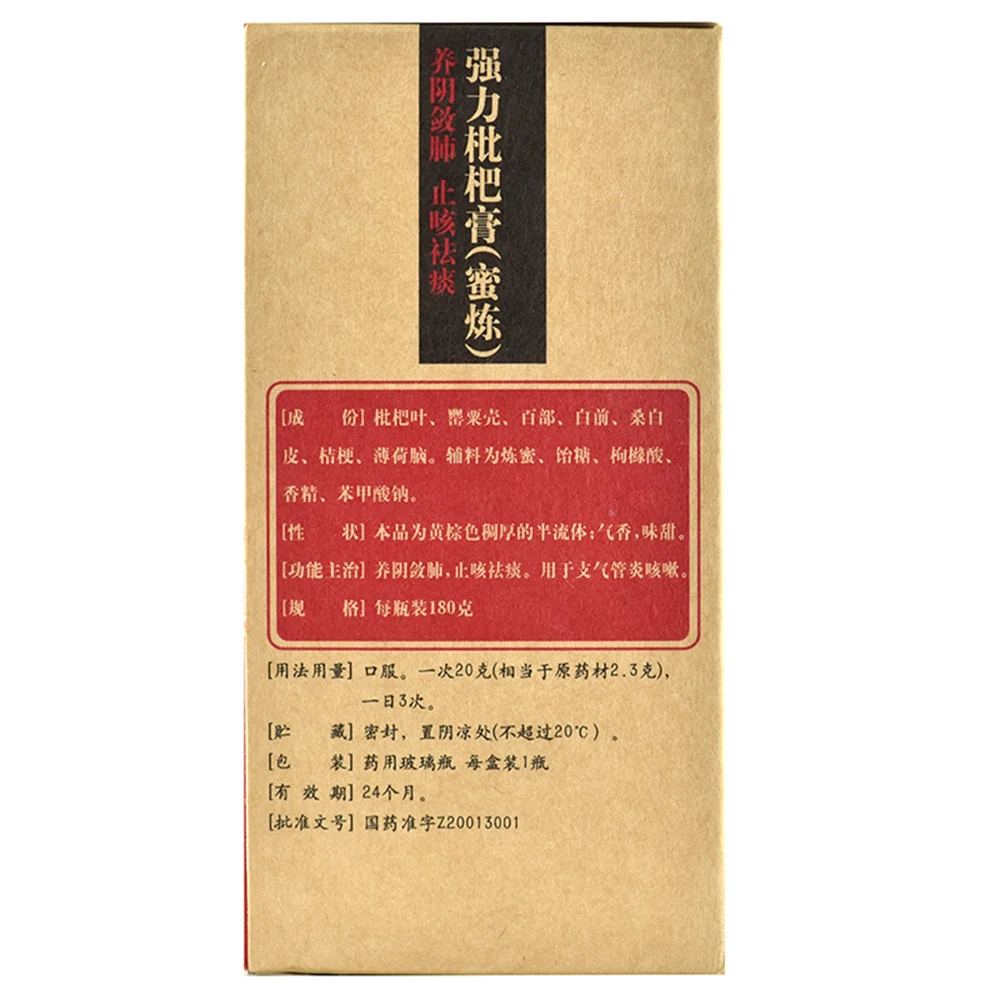 强力枇杷膏(蜜炼)
养阴敛肺 止咳祛痰
[成 份] 枇杷叶、罂粟壳、百部、白前、桑白
皮、桔梗、薄荷脑。辅料为炼蜜、饴糖、枸橼酸、
香精、苯甲酸钠。
[性 状] 本品为黄棕色稠厚的半流体;气香,味甜。
[功能主治] 养阴敛肺,止咳祛痰。用于支气管炎咳嗽。
[规 格] 每瓶装180克
[用法用量] 口服。一次20克(相当于原药材2.3克),
一日3次。
[贮 藏] 密封，置阴凉处(不超过20℃)。
[包 装] 药用玻璃瓶 每盒装1瓶
[有 效 期] 24个月。
[批准文号] 国药准字Z20013001